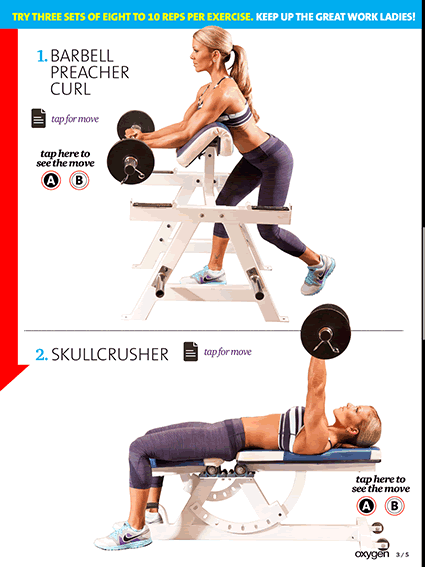 TRY THREE SETS OF EIGHT TO 10 REPS PER EXERCISE. KEEP UP THE GREAT WORK LADIES!
1. BARBELL
PREACHER
CURL
tap for move
tap here to
see the move
A B
2. SKULLCRUSHER
tap for move
tap here to
see the move
A B
oxygen 3 / 5